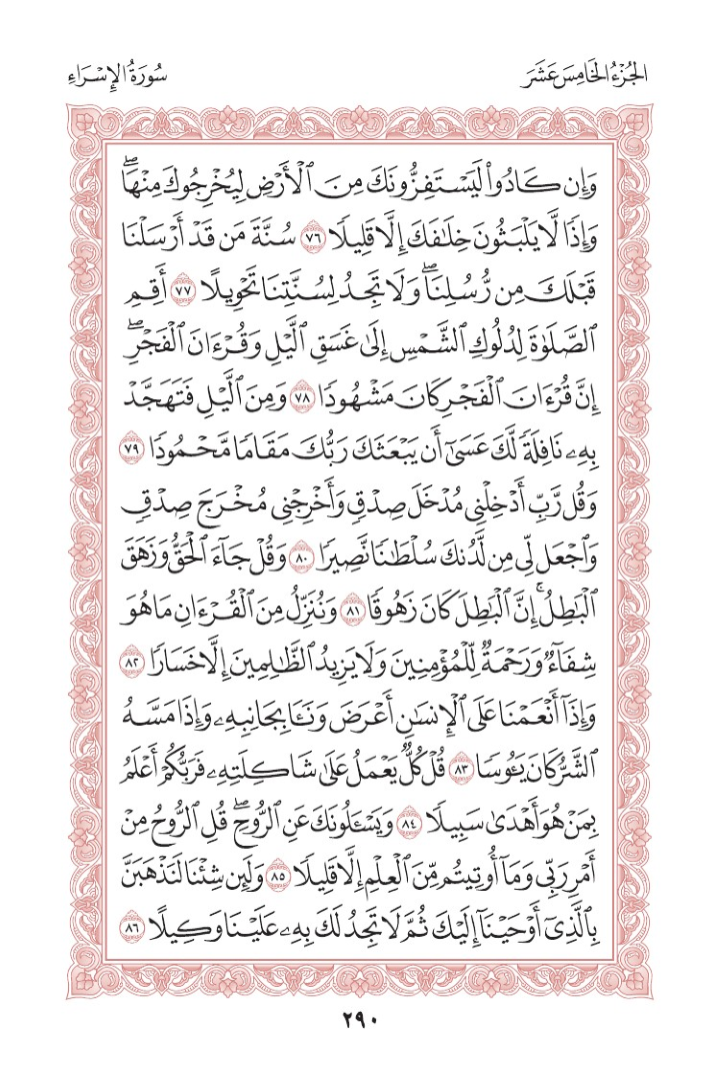 الجُزْءُ الخَامِسَ عَشَرَ
سُورَةُ الإِسْرَاءِ
وَإِن كَادُواْ لَيَسۡتَفِزُّونَكَ مِنَ ٱلۡأَرۡضِ لِيُخۡرِجُوكَ مِنۡهَاۖ
وَإِذٗا لَّا يَلۡبَثُونَ خِلَٰفَكَ إِلَّا قَلِيلٗا ٧٦ سُنَّةَ مَن قَدۡ أَرۡسَلۡنَا
قَبۡلَكَ مِن رُّسُلِنَاۖ وَلَا تَجِدُ لِسُنَّتِنَا تَحۡوِيلًا ٧٧ أَقِمِ
ٱلصَّلَوٰةَ لِدُلُوكِ ٱلشَّمۡسِ إِلَىٰ غَسَقِ ٱلَّيۡلِ وَقُرۡءَانَ ٱلۡفَجۡرِۖ
إِنَّ قُرۡءَانَ ٱلۡفَجۡرِ كَانَ مَشۡهُودٗا ٧٨ وَمِنَ ٱلَّيۡلِ فَتَهَجَّدۡ
بِهِۦ نَافِلَةٗ لَّكَ عَسَىٰٓ أَن يَبۡعَثَكَ رَبُّكَ مَقَامٗا مَّحۡمُودٗا ٧٩
وَقُل رَّبِّ أَدۡخِلۡنِي مُدۡخَلَ صِدۡقٖ وَأَخۡرِجۡنِي مُخۡرَجَ صِدۡقٖ
وَٱجۡعَل لِّي مِن لَّدُنكَ سُلۡطَٰنٗا نَّصِيرٗا ٨٠ وَقُلۡ جَآءَ ٱلۡحَقُّ وَزَهَقَ
ٱلۡبَٰطِلُۚ إِنَّ ٱلۡبَٰطِلَ كَانَ زَهُوقٗا ٨١ وَنُنَزِّلُ مِنَ ٱلۡقُرۡءَانِ مَا هُوَ
شِفَآءٞ وَرَحۡمَةٞ لِّلۡمُؤۡمِنِينَ وَلَا يَزِيدُ ٱلظَّٰلِمِينَ إِلَّا خَسَارٗا ٨٢
وَإِذَآ أَنۡعَمۡنَا عَلَى ٱلۡإِنسَٰنِ أَعۡرَضَ وَنَـَٔا بِجَانِبِهِۦ وَإِذَا مَسَّهُ
ٱلشَّرُّ كَانَ يَـُٔوسٗا ٨٣ قُلۡ كُلّٞ يَعۡمَلُ عَلَىٰ شَاكِلَتِهِۦ فَرَبُّكُمۡ أَعۡلَمُ
بِمَنۡ هُوَ أَهۡدَىٰ سَبِيلٗا ٨٤ وَيَسۡـَٔلُونَكَ عَنِ ٱلرُّوحِۖ قُلِ ٱلرُّوحُ مِنۡ
أَمۡرِ رَبِّي وَمَآ أُوتِيتُم مِّنَ ٱلۡعِلۡمِ إِلَّا قَلِيلٗا ٨٥ وَلَئِن شِئۡنَا لَنَذۡهَبَنَّ
بِٱلَّذِيٓ أَوۡحَيۡنَآ إِلَيۡكَ ثُمَّ لَا تَجِدُ لَكَ بِهِۦ عَلَيۡنَا وَكِيلًا ٨٦
٢٩٠